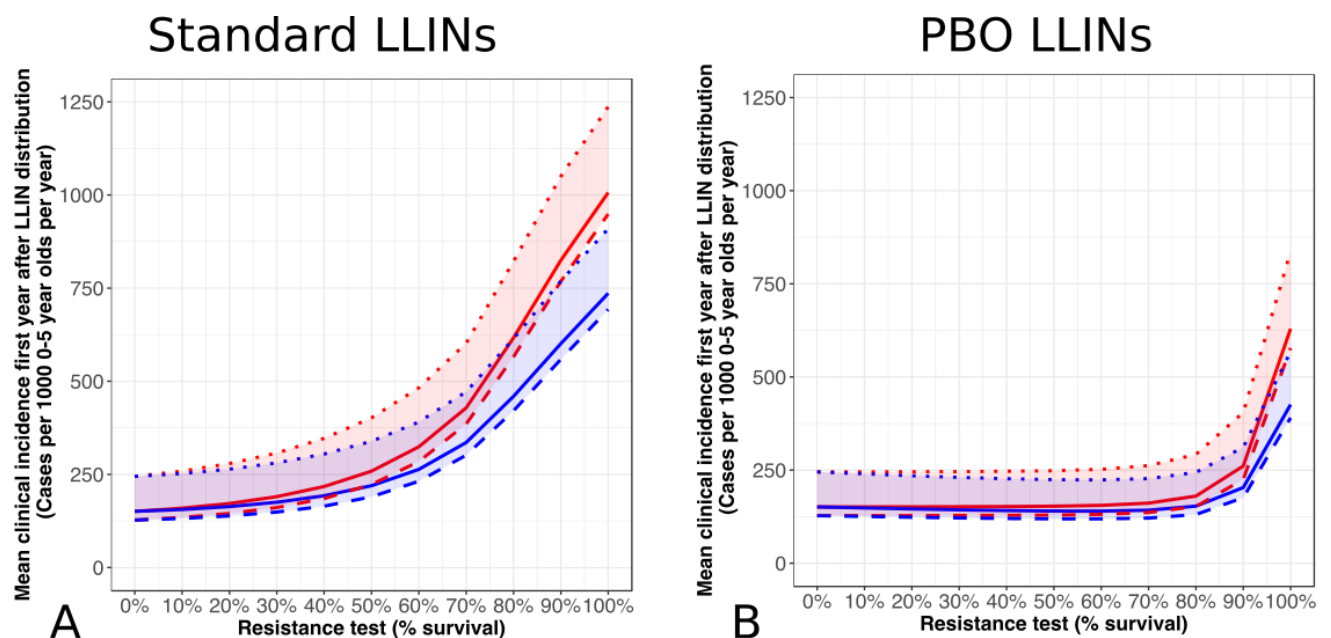 Standard LLINs
Mean clinical incidence first year after LLIN distribution
(Cases per 1000 0-5 year olds per year)
1250
1000
750
500
250
0
0% 10% 20% 30% 40% 50% 60% 70% 80% 90% 100%
Resistance test (% survival)
A
PBO LLINs
Mean clinical incidence first year after LLIN distribution
(Cases per 1000 0-5 year olds per year)
1250
1000
750
500
250
0
0% 10% 20% 30% 40% 50% 60% 70% 80% 90% 100%
Resistance test (% survival)
B